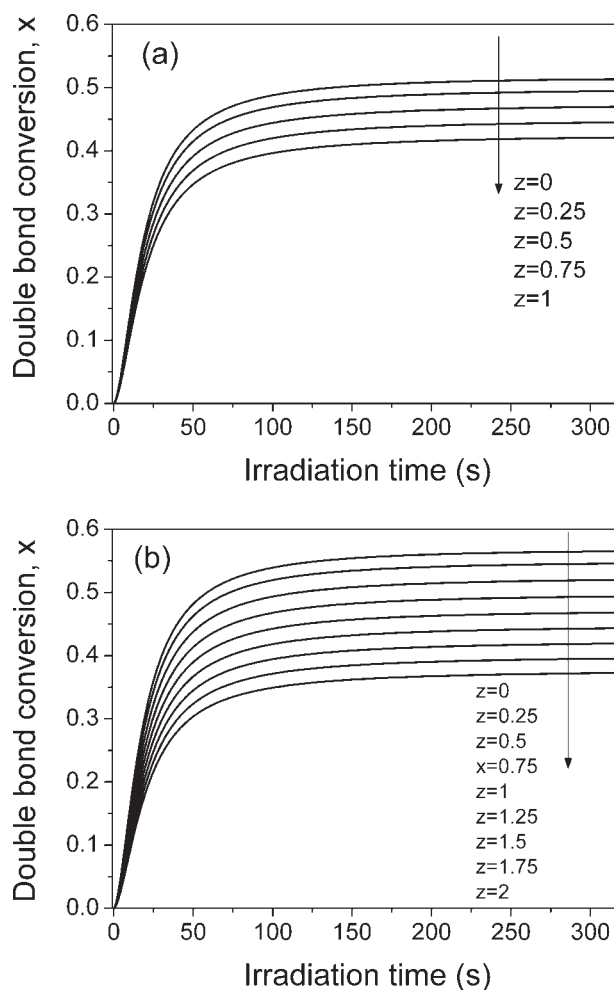 (a)
Double bond conversion, x
0.6
0.5
0.4
0.3
0.2
0.1
0.0
z=0
z=0.25
z=0.5
z=0.75
z=1
0 50 100 150 200 250 300
Irradiation time (s)
(b)
Double bond conversion, x
0.6
0.5
0.4
0.3
0.2
0.1
0.0
z=0
z=0.25
z=0.5
x=0.75
z=1
z=1.25
z=1.5
z=1.75
z=2
0 50 100 150 200 250 300
Irradiation time (s)